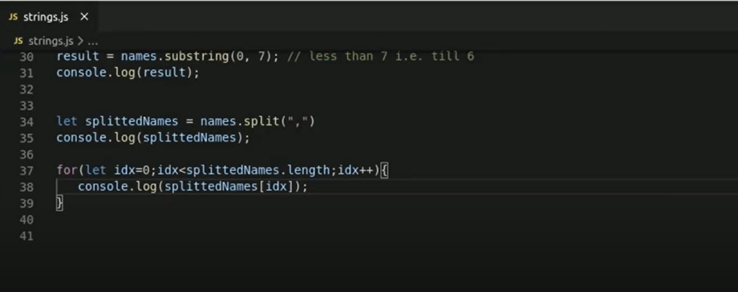 JS strings.js ×
JS strings.js > ...
30 result = names.substring(0, 7); // less than 7 i.e. till 6
31 console.log(result);
32
33
34 let splittedNames = names.split(",")
35 console.log(splittedNames);
36
37 for(let idx=0;idx<splittedNames.length;idx++){
38 console.log(splittedNames[idx]);
39 }
40
41